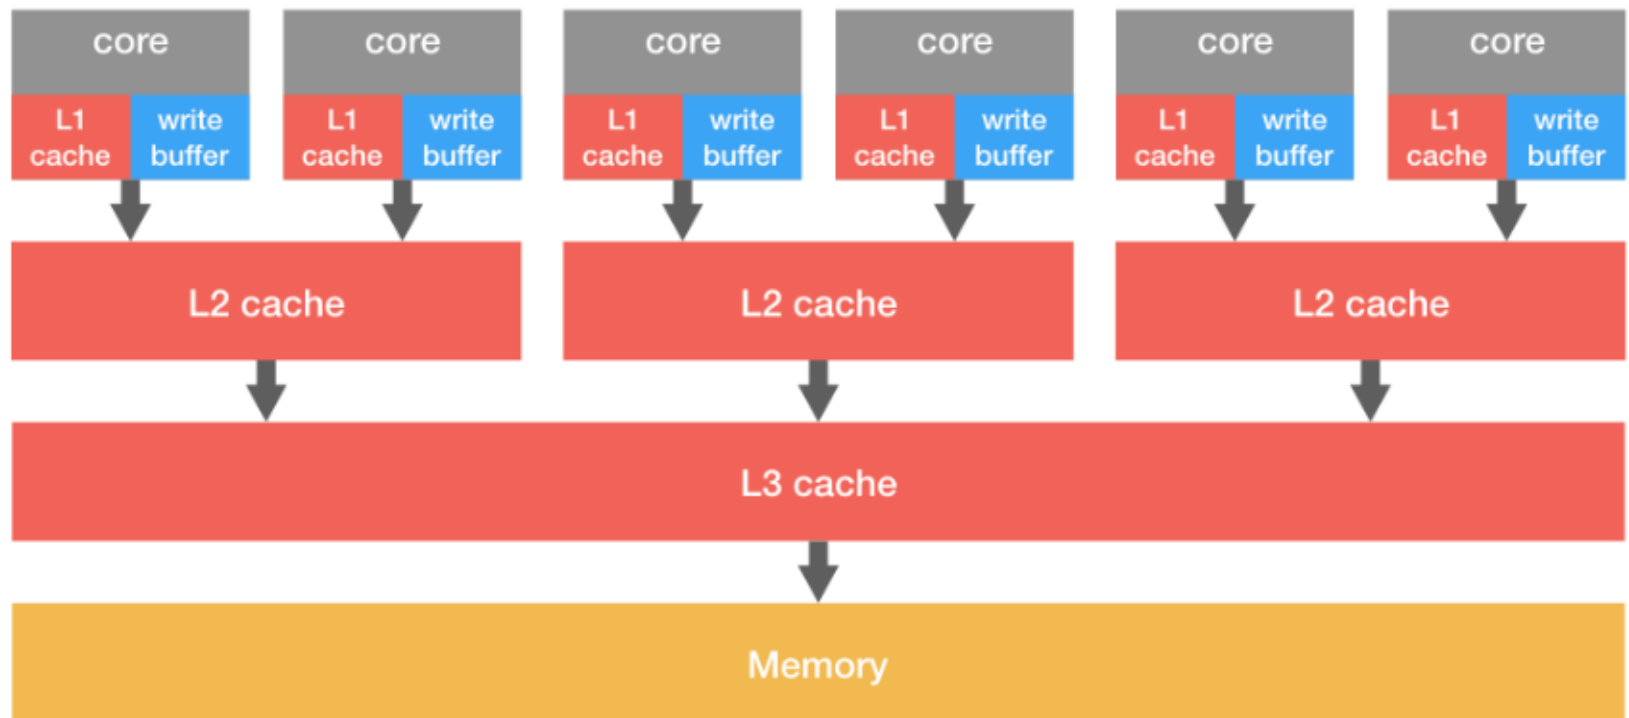 core
core
core
core
core
core
L1 cache
write buffer
L1 cache
write buffer
L1 cache
write buffer
L1 cache
write buffer
L1 cache
write buffer
L1 cache
write buffer
L2 cache
L2 cache
L2 cache
L3 cache
Memory